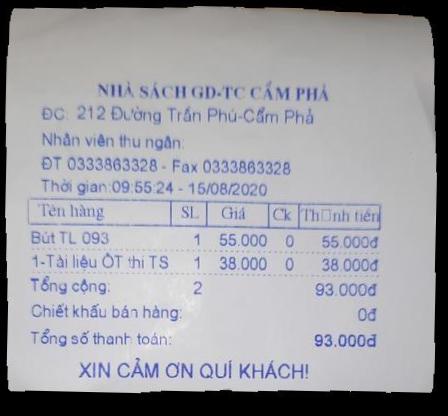 NHÀ SÁCH GD-TC CẨM PHẢ
ĐC: 212 Đường Trần Phú-Cẩm Phả
Nhân viên thu ngân:
ĐT 0333863328 - Fax 0333863328
Thời gian:09:55:24 - 15/08/2020
Tên hàng SL Giá Ck Th□nh tiền
Bút TL 093 1 55.000 0 55.000đ
1-Tài liệu ÔT thi TS 1 38.000 0 38.000đ
Tổng cộng: 2 93.000đ
Chiết khấu bán hàng: 0đ
Tổng số thanh toán: 93.000đ
XIN CẢM ƠN QUÍ KHÁCH!